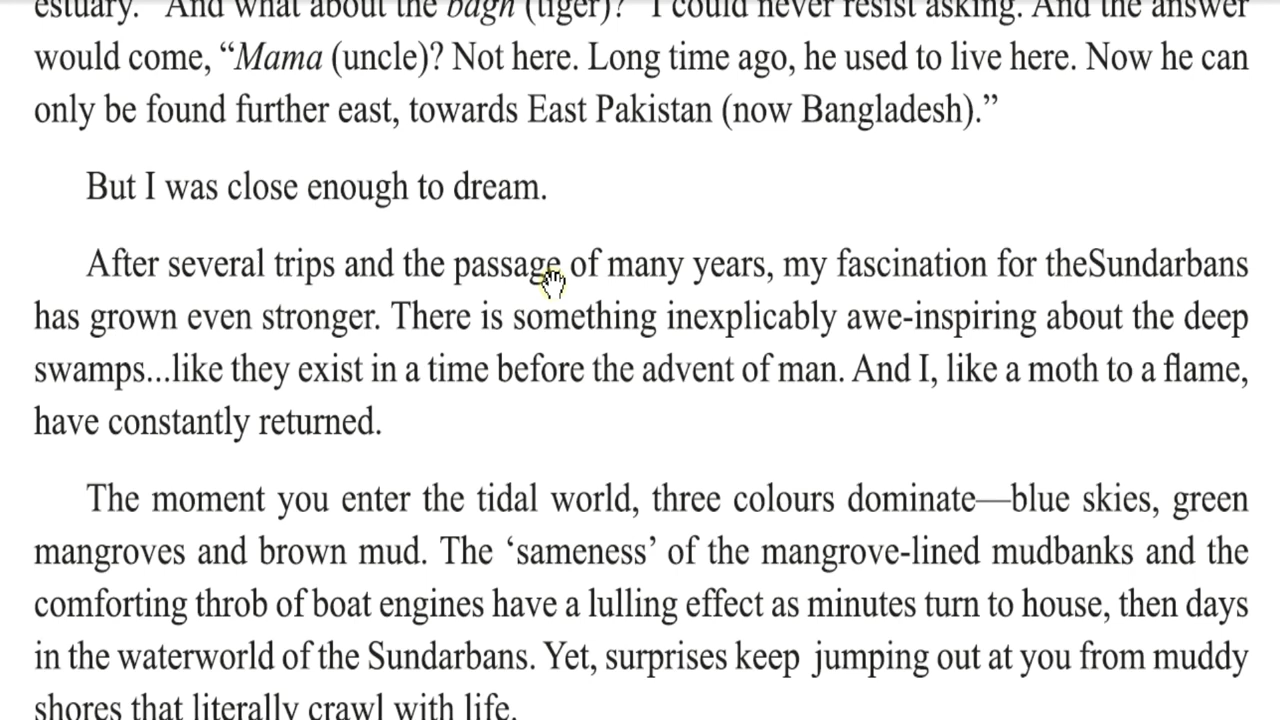 estuary. "And what about the bagh (tiger)?" I could never resist asking. And the answer
would come, “Mama (uncle)? Not here. Long time ago, he used to live here. Now he can
only be found further east, towards East Pakistan (now Bangladesh).”
But I was close enough to dream.
After several trips and the passage of many years, my fascination for theSundarbans
has grown even stronger. There is something inexplicably awe-inspiring about the deep
swamps...like they exist in a time before the advent of man. And I, like a moth to a flame,
have constantly returned.
The moment you enter the tidal world, three colours dominate—blue skies, green
mangroves and brown mud. The ‘sameness’ of the mangrove-lined mudbanks and the
comforting throb of boat engines have a lulling effect as minutes turn to house, then days
in the waterworld of the Sundarbans. Yet, surprises keep jumping out at you from muddy
shores that literally crawl with life.